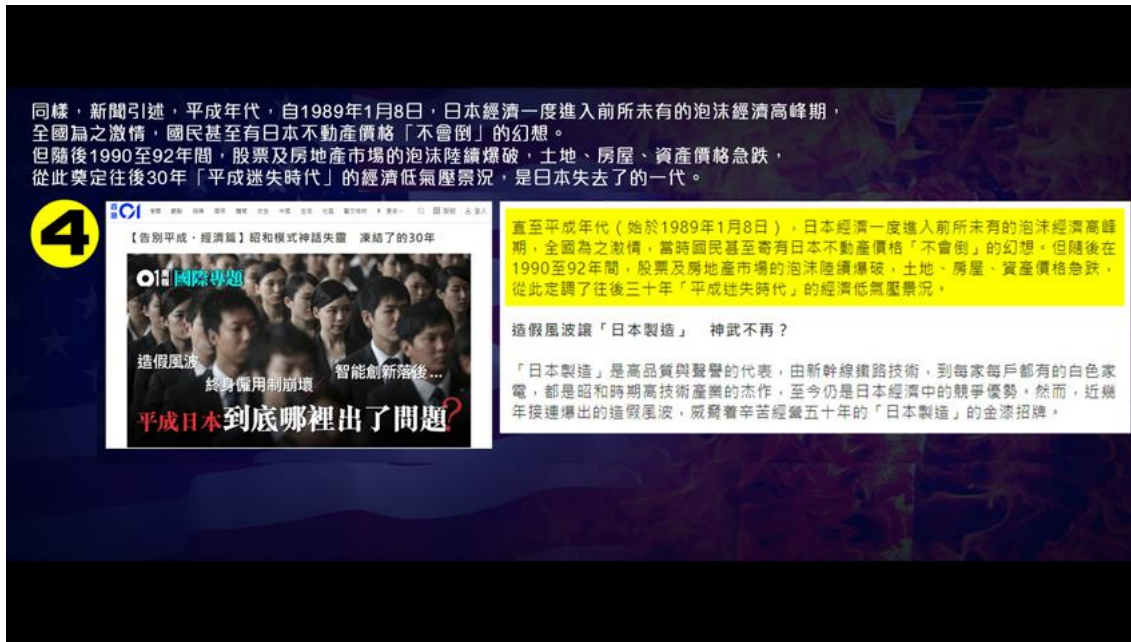 同樣，新聞引述，平成年代，自1989年1月8日，日本經濟一度進入前所未有的泡沫經濟高峰期，
全國為之激情，國民甚至有日本不動產價格「不會倒」的幻想。
但隨後1990至92年間，股票及房地產市場的泡沫陸續爆破，土地、房屋、資產價格急跌，
從此奠定往後30年「平成迷失時代」的經濟低氣壓景況，是日本失去了的一代。
4
香港01
【告別平成．經濟篇】昭和模式神話失靈　凍結了的30年
01周報 國際專題
造假風波
終身僱用制崩壞
智能創新落後...
平成日本到底哪裡出了問題?
直至平成年代（始於1989年1月8日），日本經濟一度進入前所未有的泡沫經濟高峰
期，全國為之激情，當時國民甚至寄有日本不動產價格「不會倒」的幻想。但隨後在
1990至92年間，股票及房地產市場的泡沫陸續爆破，土地、房屋、資產價格急跌，
從此定調了往後三十年「平成迷失時代」的經濟低氣壓景況。
造假風波讓「日本製造」　神武不再？
「日本製造」是高品質與聲譽的代表，由新幹線鐵路技術，到每家每戶都有的白色家
電，都是昭和時期高技術產業的杰作，至今仍是日本經濟中的競爭優勢。然而，近幾
年接連爆出的造假風波，威脅着辛苦經營五十年的「日本製造」的金漆招牌。